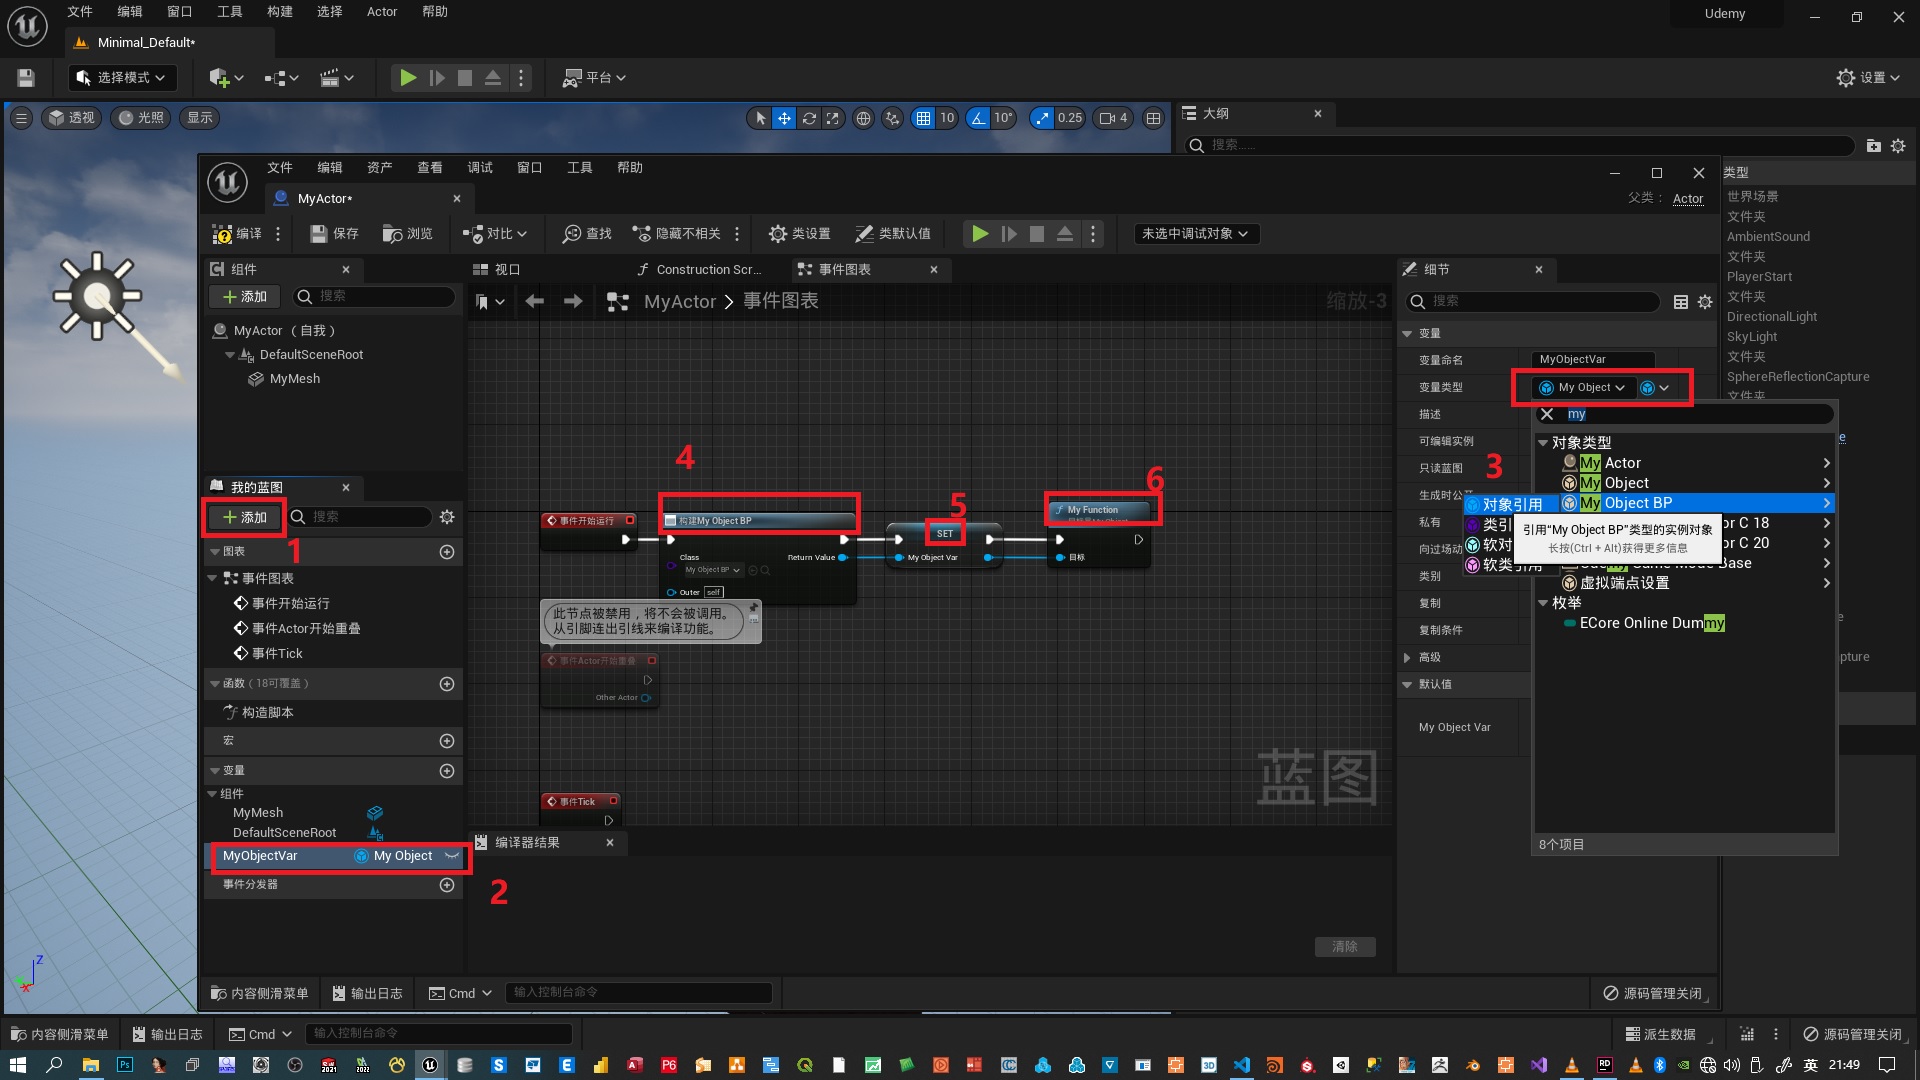 文件 编辑 窗口 工具 构建 选择 Actor 帮助
Udemy
Minimal_Default*
选择模式
平台
设置
透视 光照 显示
10 10° 0.25 4
大纲
搜索......
类型
世界场景
文件夹
AmbientSound
文件夹
PlayerStart
文件夹
DirectionalLight
文件夹
SkyLight
文件夹
SphereReflectionCapture
文件 编辑 资产 查看 调试 窗口 工具 帮助
MyActor*
父类： Actor
编译 保存 浏览 对比 查找 隐藏不相关 类设置 类默认值 未选中调试对象
组件
添加 搜索
MyActor （自我）
DefaultSceneRoot
MyMesh
我的蓝图
添加 搜索
1
图表
事件图表
事件开始运行
事件Actor开始重叠
事件Tick
函数（18可覆盖）
构造脚本
宏
变量
组件
MyMesh
DefaultSceneRoot
MyObjectVar My Object
2
事件分发器
视口 Construction Scr... 事件图表
MyActor > 事件图表
缩放-3
4
5
6
事件开始运行
构建My Object BP
Class
My Object BP
Return Value
Outer self
SET
My Object Var
My Function
目标
此节点被禁用，将不会被调用。
从引脚连出引线来编译功能。
事件Actor开始重叠
Other Actor
事件Tick
蓝图
编译器结果
清除
细节
搜索
变量
变量命名 MyObjectVar
变量类型 My Object
描述
可编辑实例
只读蓝图
3
私有
类别
复制
复制条件
高级
默认值
My Object Var
my
对象类型
My Actor
My Object
My Object BP
r C 18
r C 20
虚拟端点设置
枚举
ECore Online Dummy
8个项目
对象引用
类引
软对
软类引用
引用“My Object BP”类型的实例对象
长按(Ctrl + Alt)获得更多信息
内容侧滑菜单 输出日志 Cmd 输入控制台命令 源码管理关闭
内容侧滑菜单 输出日志 Cmd 输入控制台命令 派生数据 源码管理关闭
英 21:49